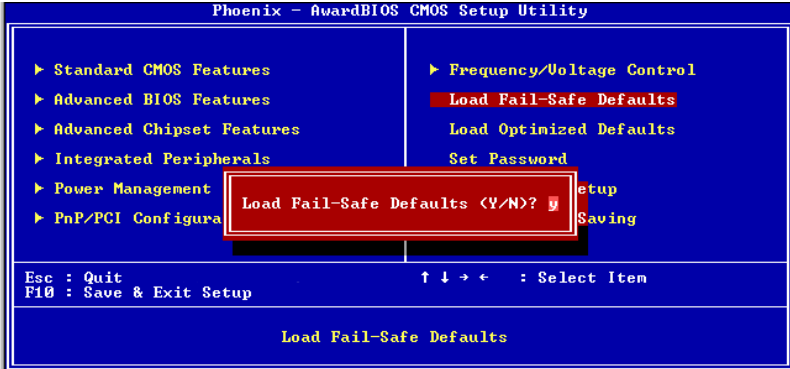 Phoenix - AwardBIOS CMOS Setup Utility
▶ Standard CMOS Features
▶ Advanced BIOS Features
▶ Advanced Chipset Features
▶ Integrated Peripherals
▶ Power Management
▶ PnP/PCI Configura
▶ Frequency/Voltage Control
Load Fail-Safe Defaults
Load Optimized Defaults
Set Password
etup
Saving
Load Fail-Safe Defaults (Y/N)? y
Esc : Quit
F10 : Save & Exit Setup
↑ ↓ → ← : Select Item
Load Fail-Safe Defaults